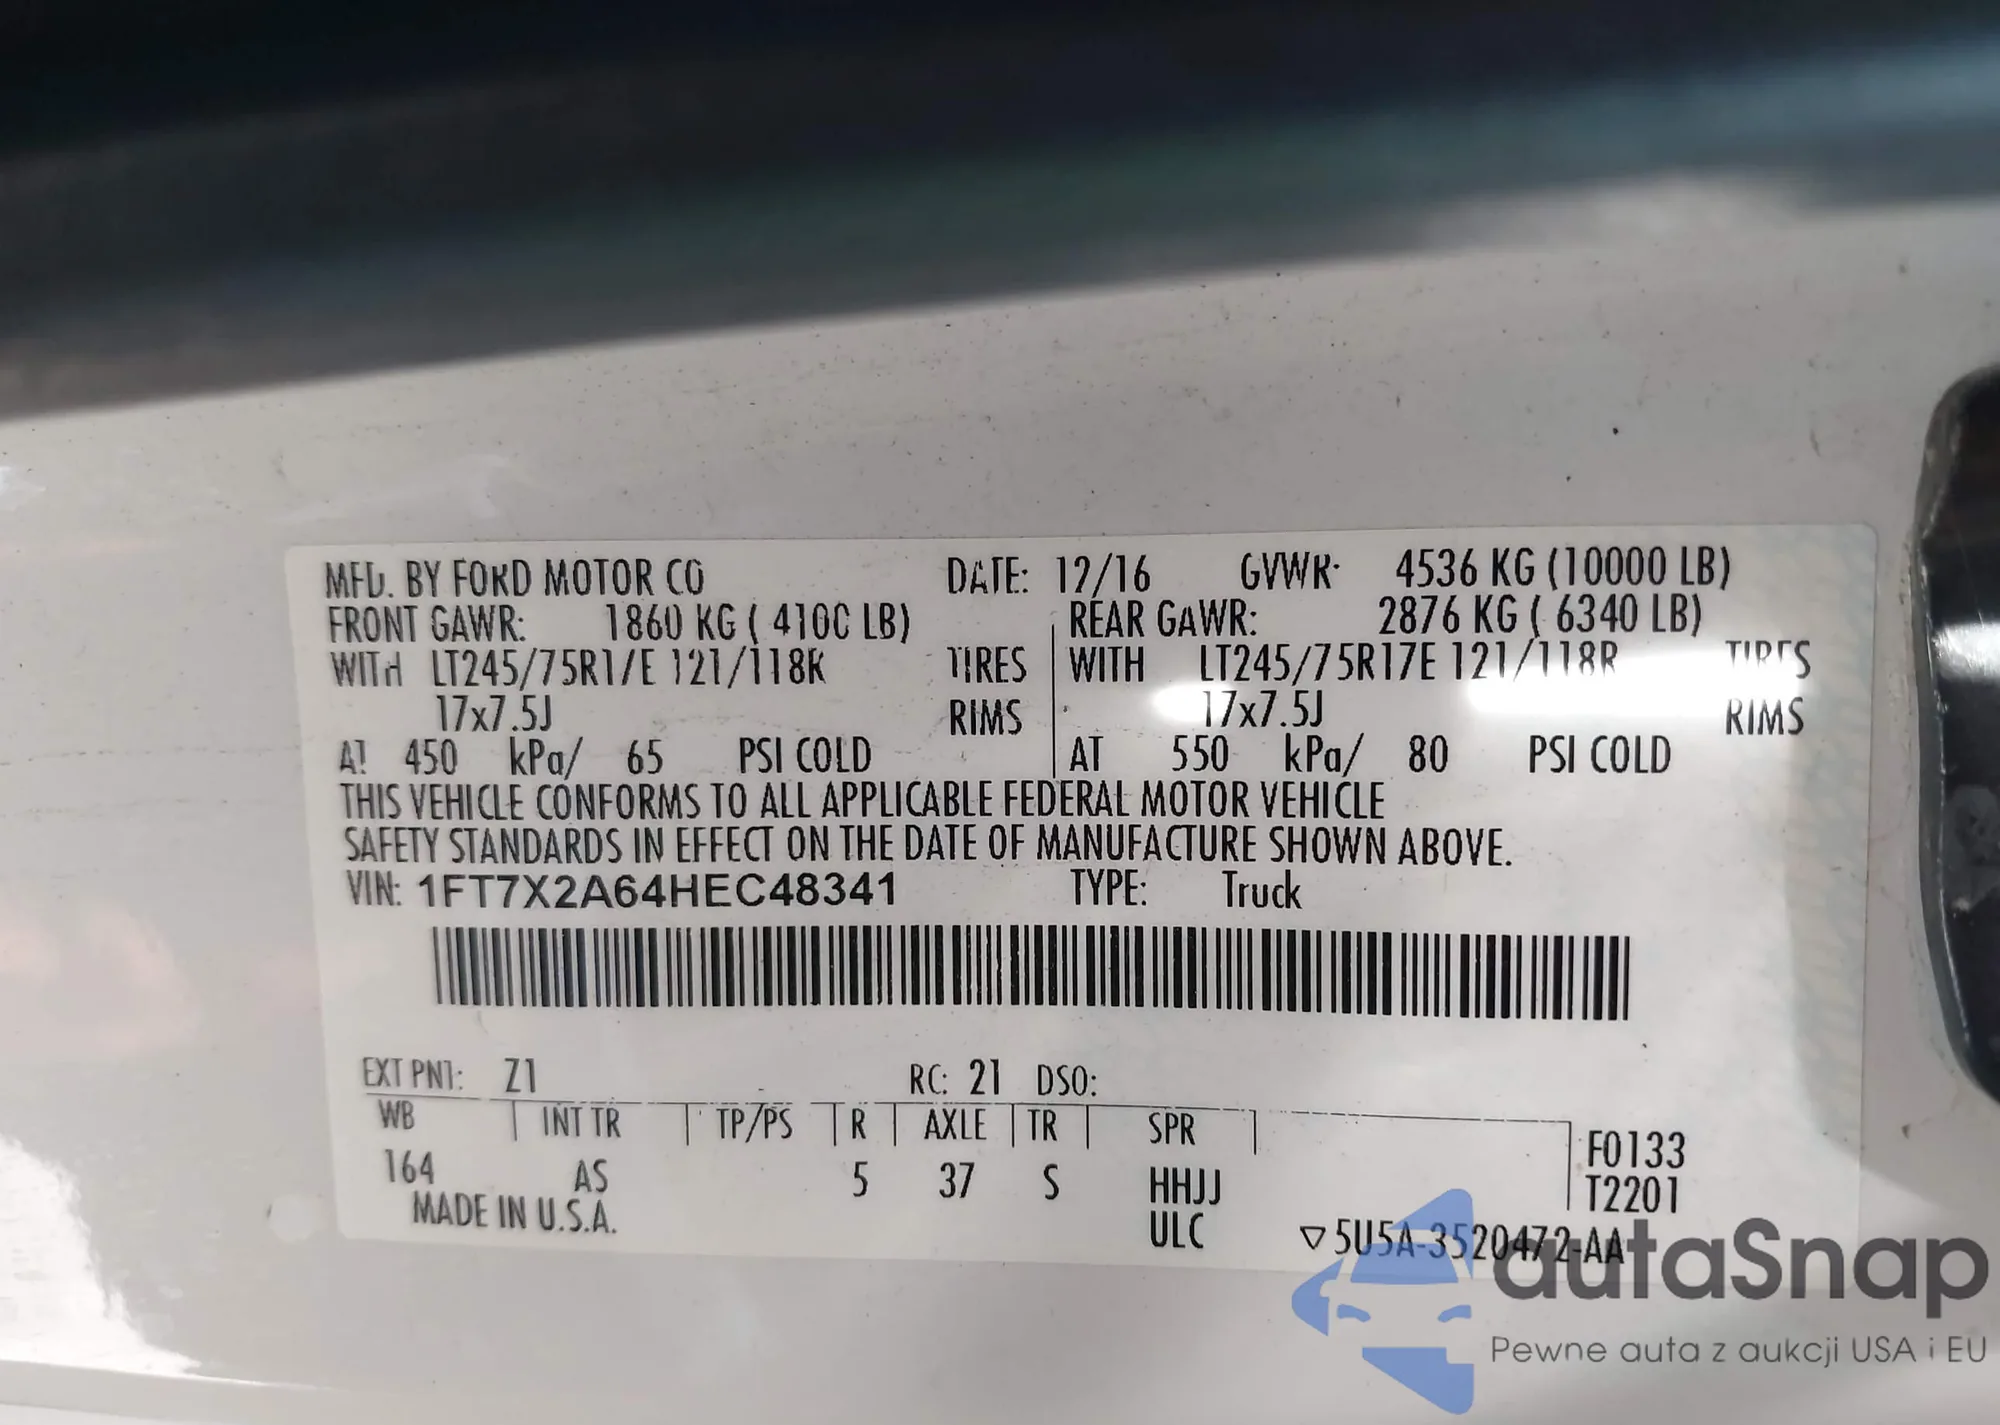 MFD. BY FORD MOTOR CO DATE: 12/16 GVWR: 4536 KG (10000 LB)
FRONT GAWR: 1860 KG ( 4100 LB) REAR GAWR: 2876 KG ( 6340 LB)
WITH LT245/75R17E 121/118R TIRES WITH LT245/75R17E 121/118R TIRES
17x7.5J RIMS 17x7.5J RIMS
AT 450 kPa/ 65 PSI COLD AT 550 kPa/ 80 PSI COLD
THIS VEHICLE CONFORMS TO ALL APPLICABLE FEDERAL MOTOR VEHICLE
SAFETY STANDARDS IN EFFECT ON THE DATE OF MANUFACTURE SHOWN ABOVE.
VIN: 1FT7X2A64HEC48341 TYPE: Truck
EXT PNT: Z1 RC: 21 DSO:
WB INT TR TP/PS R AXLE TR SPR
F0133
164 AS 5 37 S HHJJ T2201
MADE IN U.S.A. ULC ▽5U5A-3520472-AA
autaSnap
Pewne auta z aukcji USA i EU